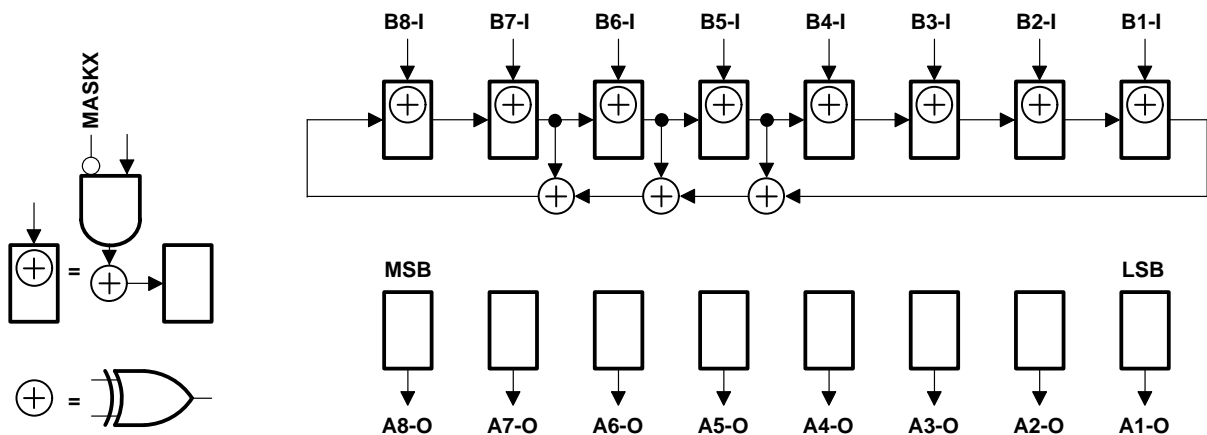 B8-I B7-I B6-I B5-I B4-I B3-I B2-I B1-I
MASKX
=
MSB LSB
=
A8-O A7-O A6-O A5-O A4-O A3-O A2-O A1-O